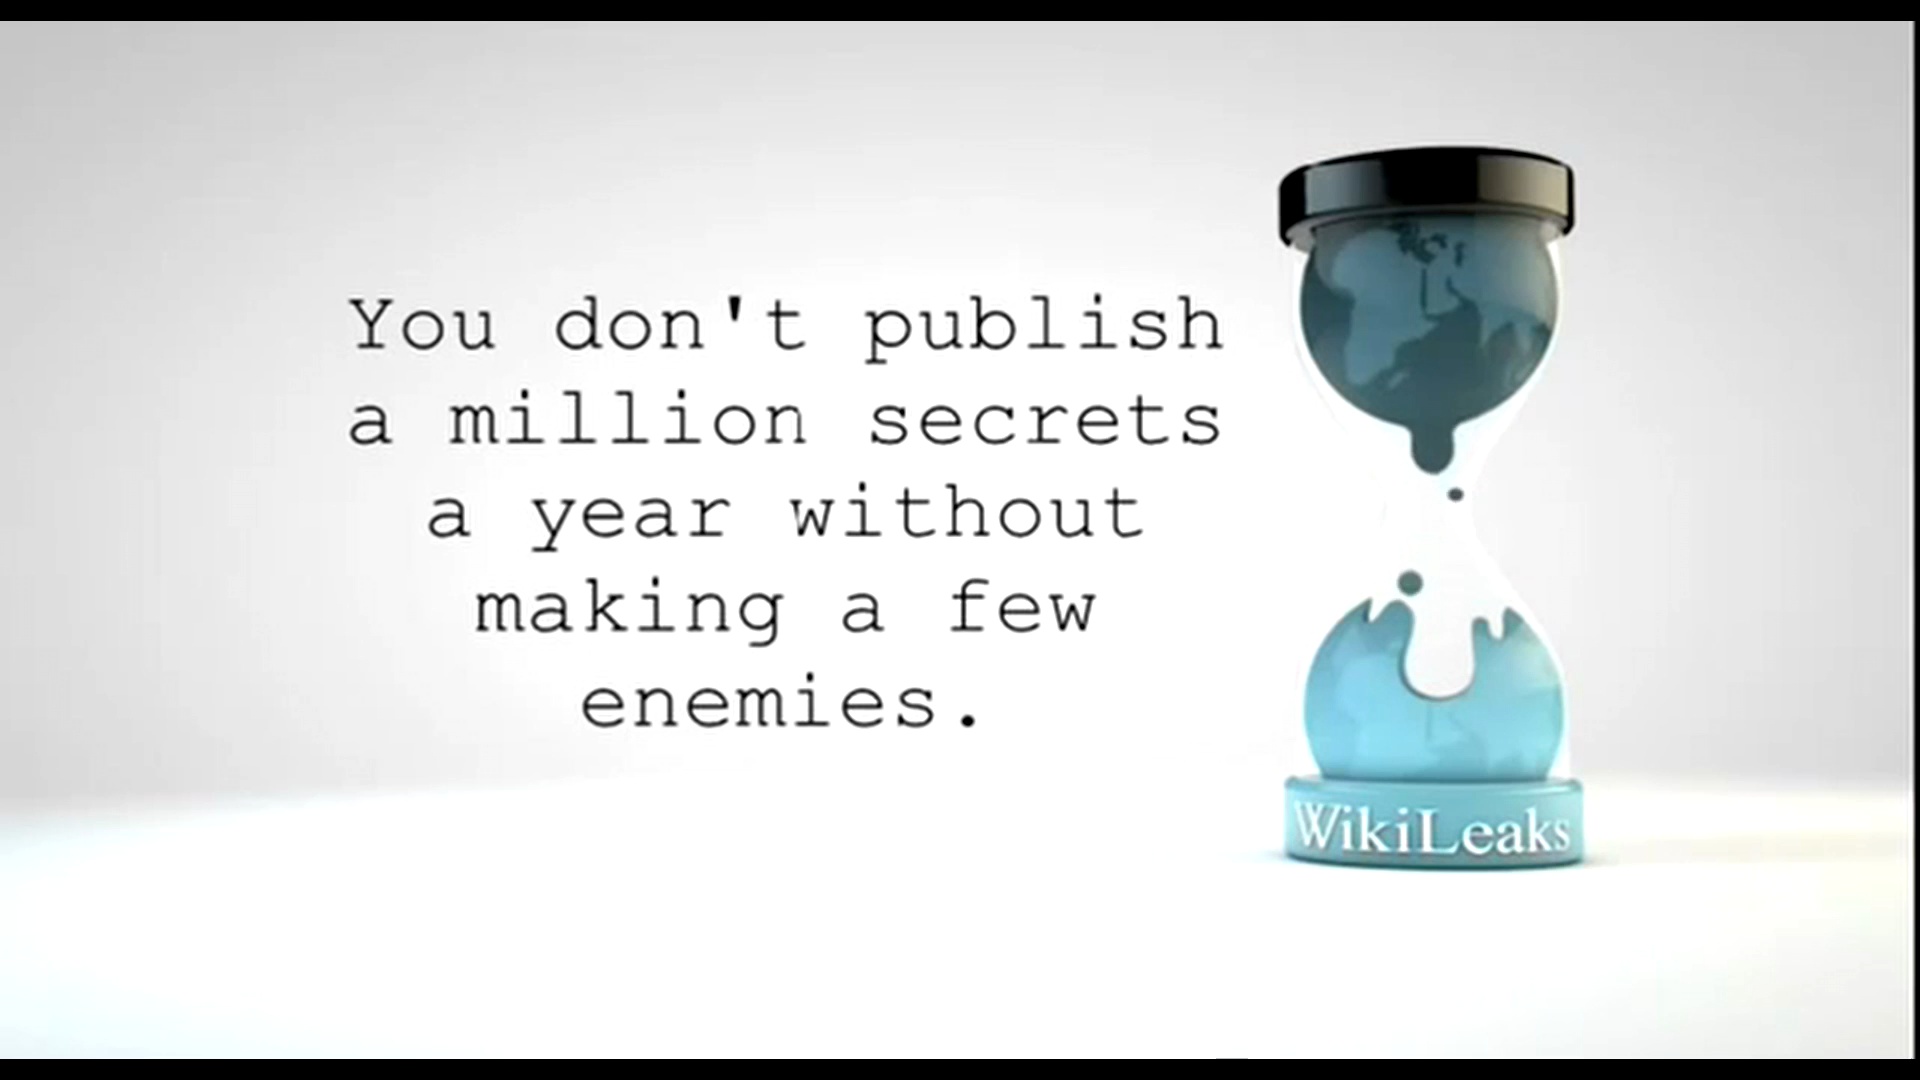 You don't publish
a million secrets
a year without
making a few
enemies.
WikiLeaks